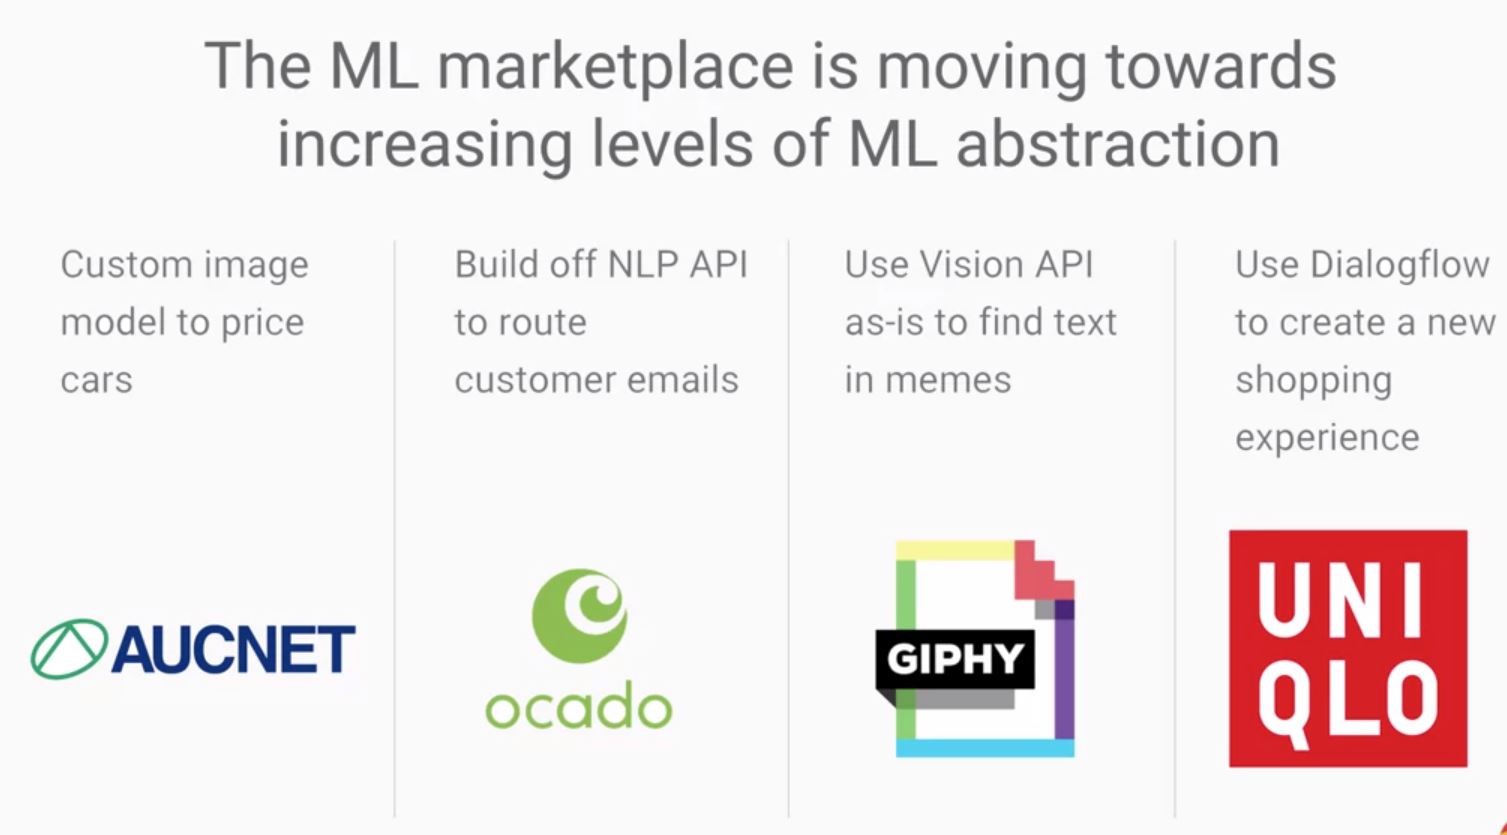 The ML marketplace is moving towards
increasing levels of ML abstraction
Custom image
model to price
cars
AUCNET
Build off NLP API
to route
customer emails
ocado
Use Vision API
as-is to find text
in memes
GIPHY
Use Dialogflow
to create a new
shopping
experience
UNI
QLO